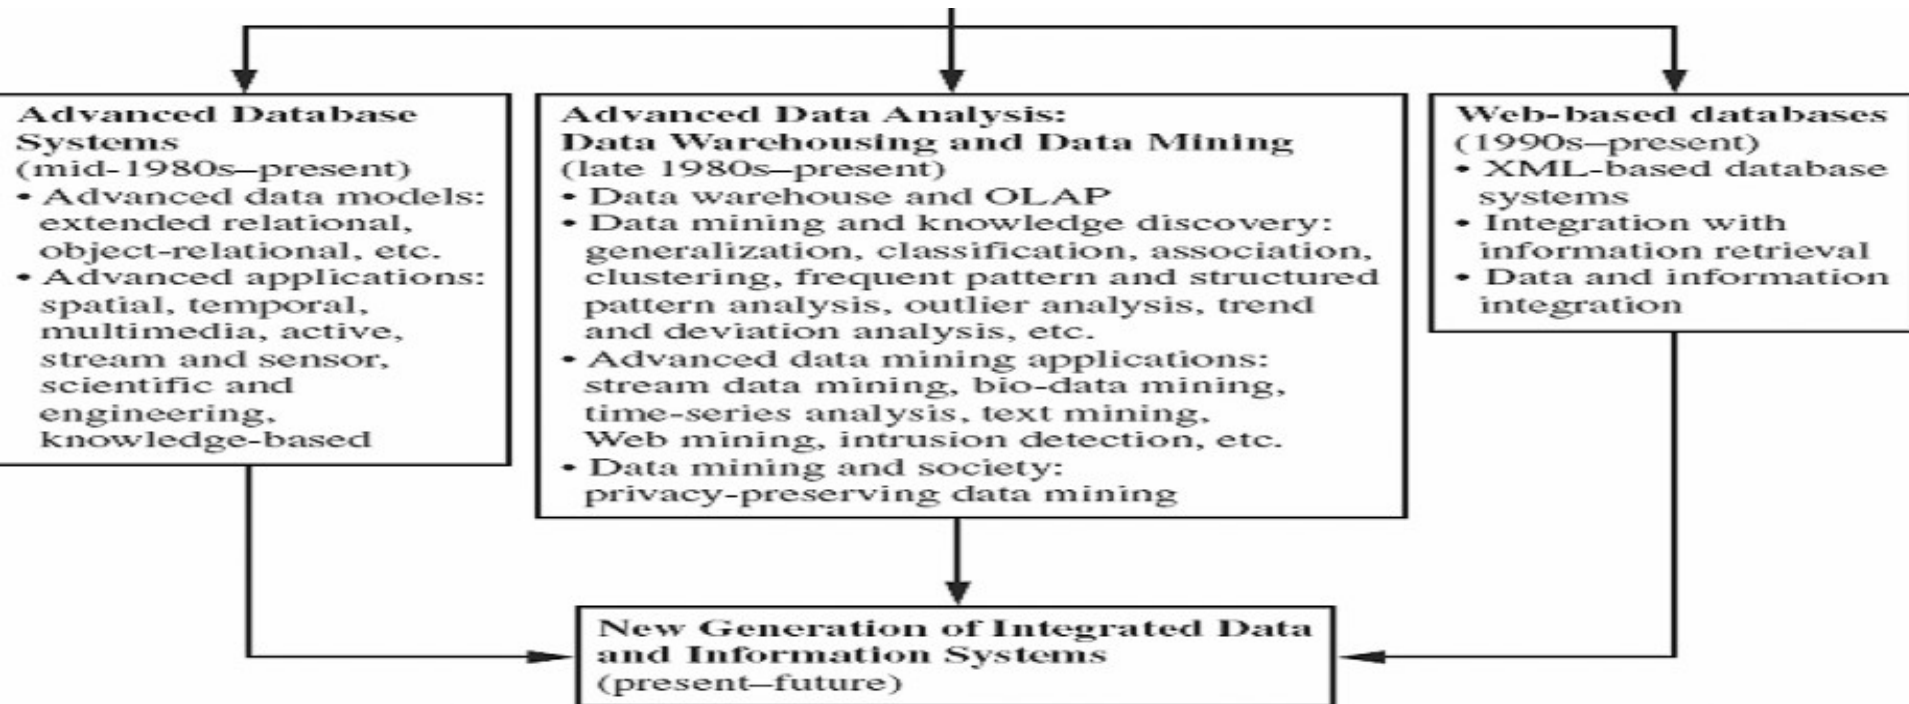 Advanced Database
Systems
(mid-1980s–present)
• Advanced data models:
extended relational,
object-relational, etc.
• Advanced applications:
spatial, temporal,
multimedia, active,
stream and sensor,
scientific and
engineering,
knowledge-based
Advanced Data Analysis:
Data Warehousing and Data Mining
(late 1980s–present)
• Data warehouse and OLAP
• Data mining and knowledge discovery:
generalization, classification, association,
clustering, frequent pattern and structured
pattern analysis, outlier analysis, trend
and deviation analysis, etc.
• Advanced data mining applications:
stream data mining, bio-data mining,
time-series analysis, text mining,
Web mining, intrusion detection, etc.
• Data mining and society:
privacy-preserving data mining
Web-based databases
(1990s–present)
• XML-based database
systems
• Integration with
information retrieval
• Data and information
integration
New Generation of Integrated Data
and Information Systems
(present–future)